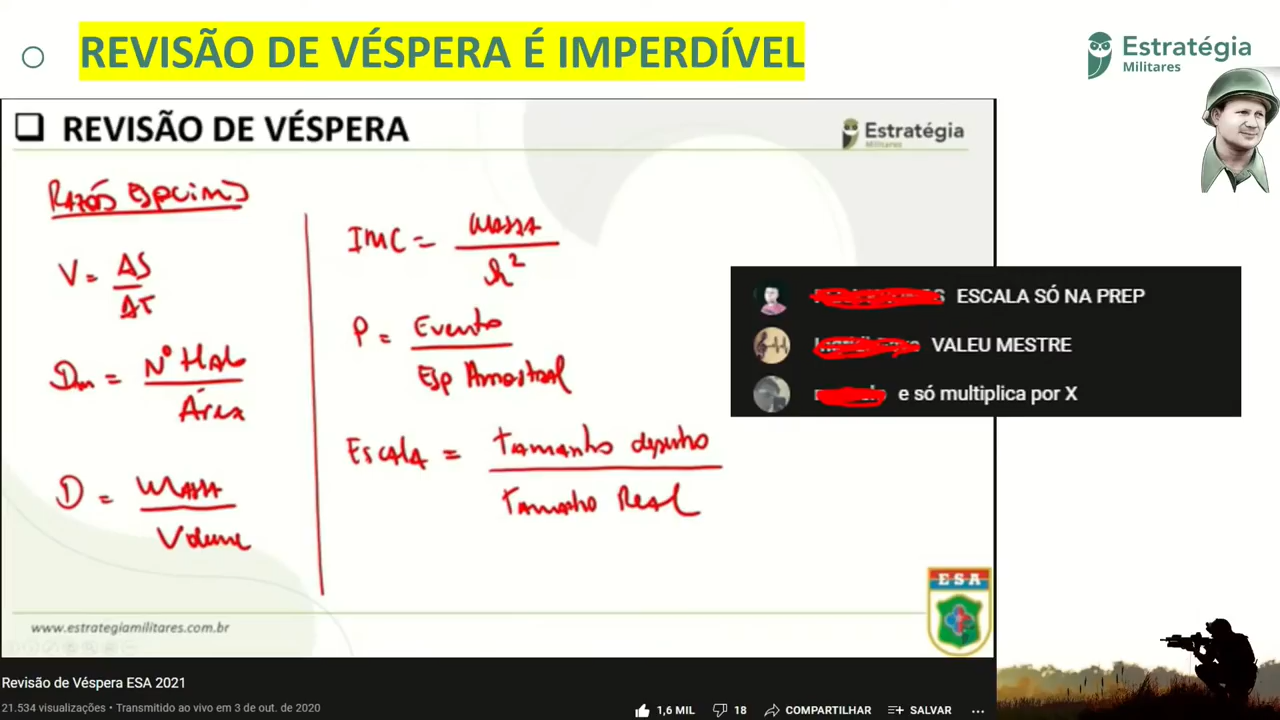 REVISÃO DE VÉSPERA É IMPERDÍVEL
Estratégia
Militares
REVISÃO DE VÉSPERA
Estratégia
Militares
V = ΔS
ΔT
Dm = Nº Hab
Área
D = MASSA
Volume
IMC = MASSA
h²
P = Evento
Esp Amostral
Escala = Tamanho desenho
Tamanho Real
ESCALA SÓ NA PREP
VALEU MESTRE
e só multiplica por X
ESA
www.estrategiamilitares.com.br
Revisão de Véspera ESA 2021
21.534 visualizações • Transmitido ao vivo em 3 de out. de 2020
1,6 MIL
18
COMPARTILHAR
SALVAR